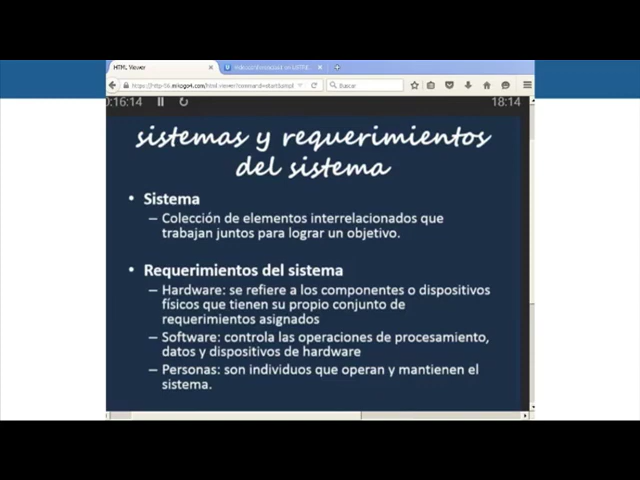 HTML Viewer
Buscar
0:16:14
18:14
sistemas y requerimientos
del sistema
• Sistema
– Colección de elementos interrelacionados que
trabajan juntos para lograr un objetivo.
• Requerimientos del sistema
– Hardware: se refiere a los componentes o dispositivos
físicos que tienen su propio conjunto de
requerimientos asignados
– Software: controla las operaciones de procesamiento,
datos y dispositivos de hardware
– Personas: son individuos que operan y mantienen el
sistema.